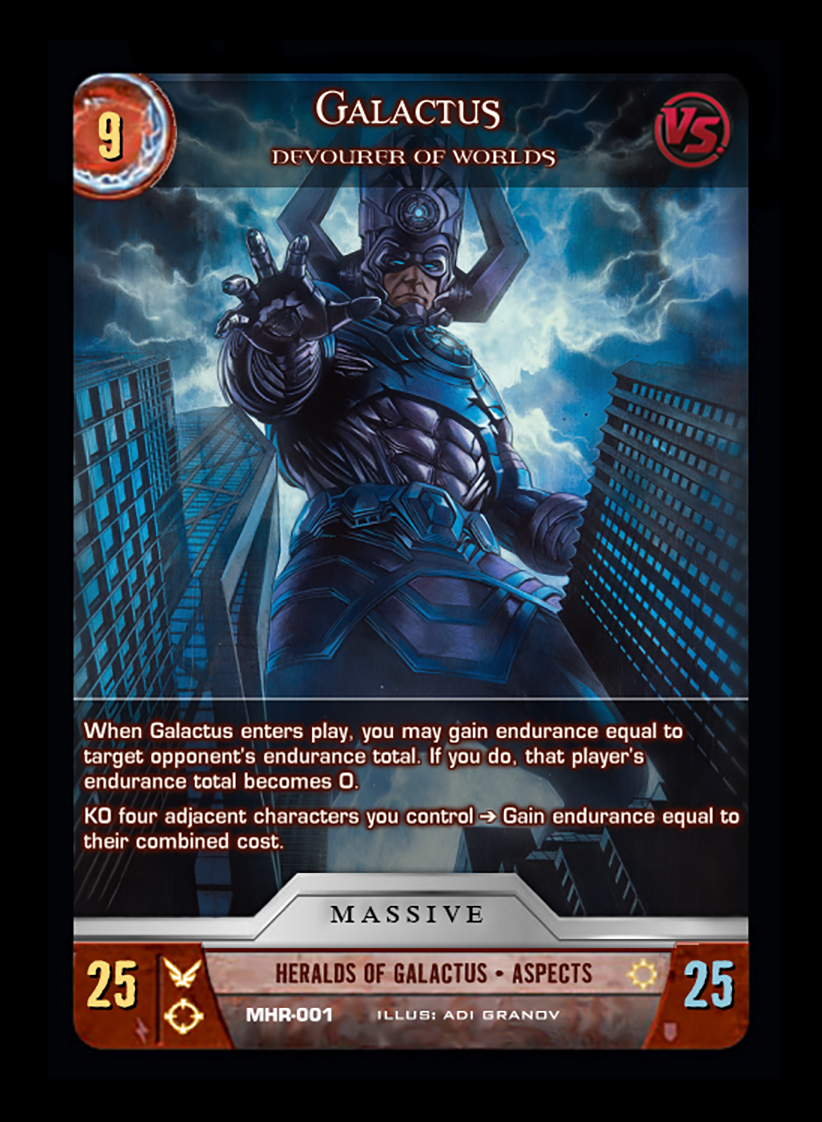 9
Galactus
VS.
DEVOURER OF WORLDS
When Galactus enters play, you may gain endurance equal to
target opponent's endurance total. If you do, that player's
endurance total becomes 0.
KO four adjacent characters you control ➔ Gain endurance equal to
their combined cost.
MASSIVE
25
HERALDS OF GALACTUS • ASPECTS
25
MHR-001
ILLUS: ADI GRANOV